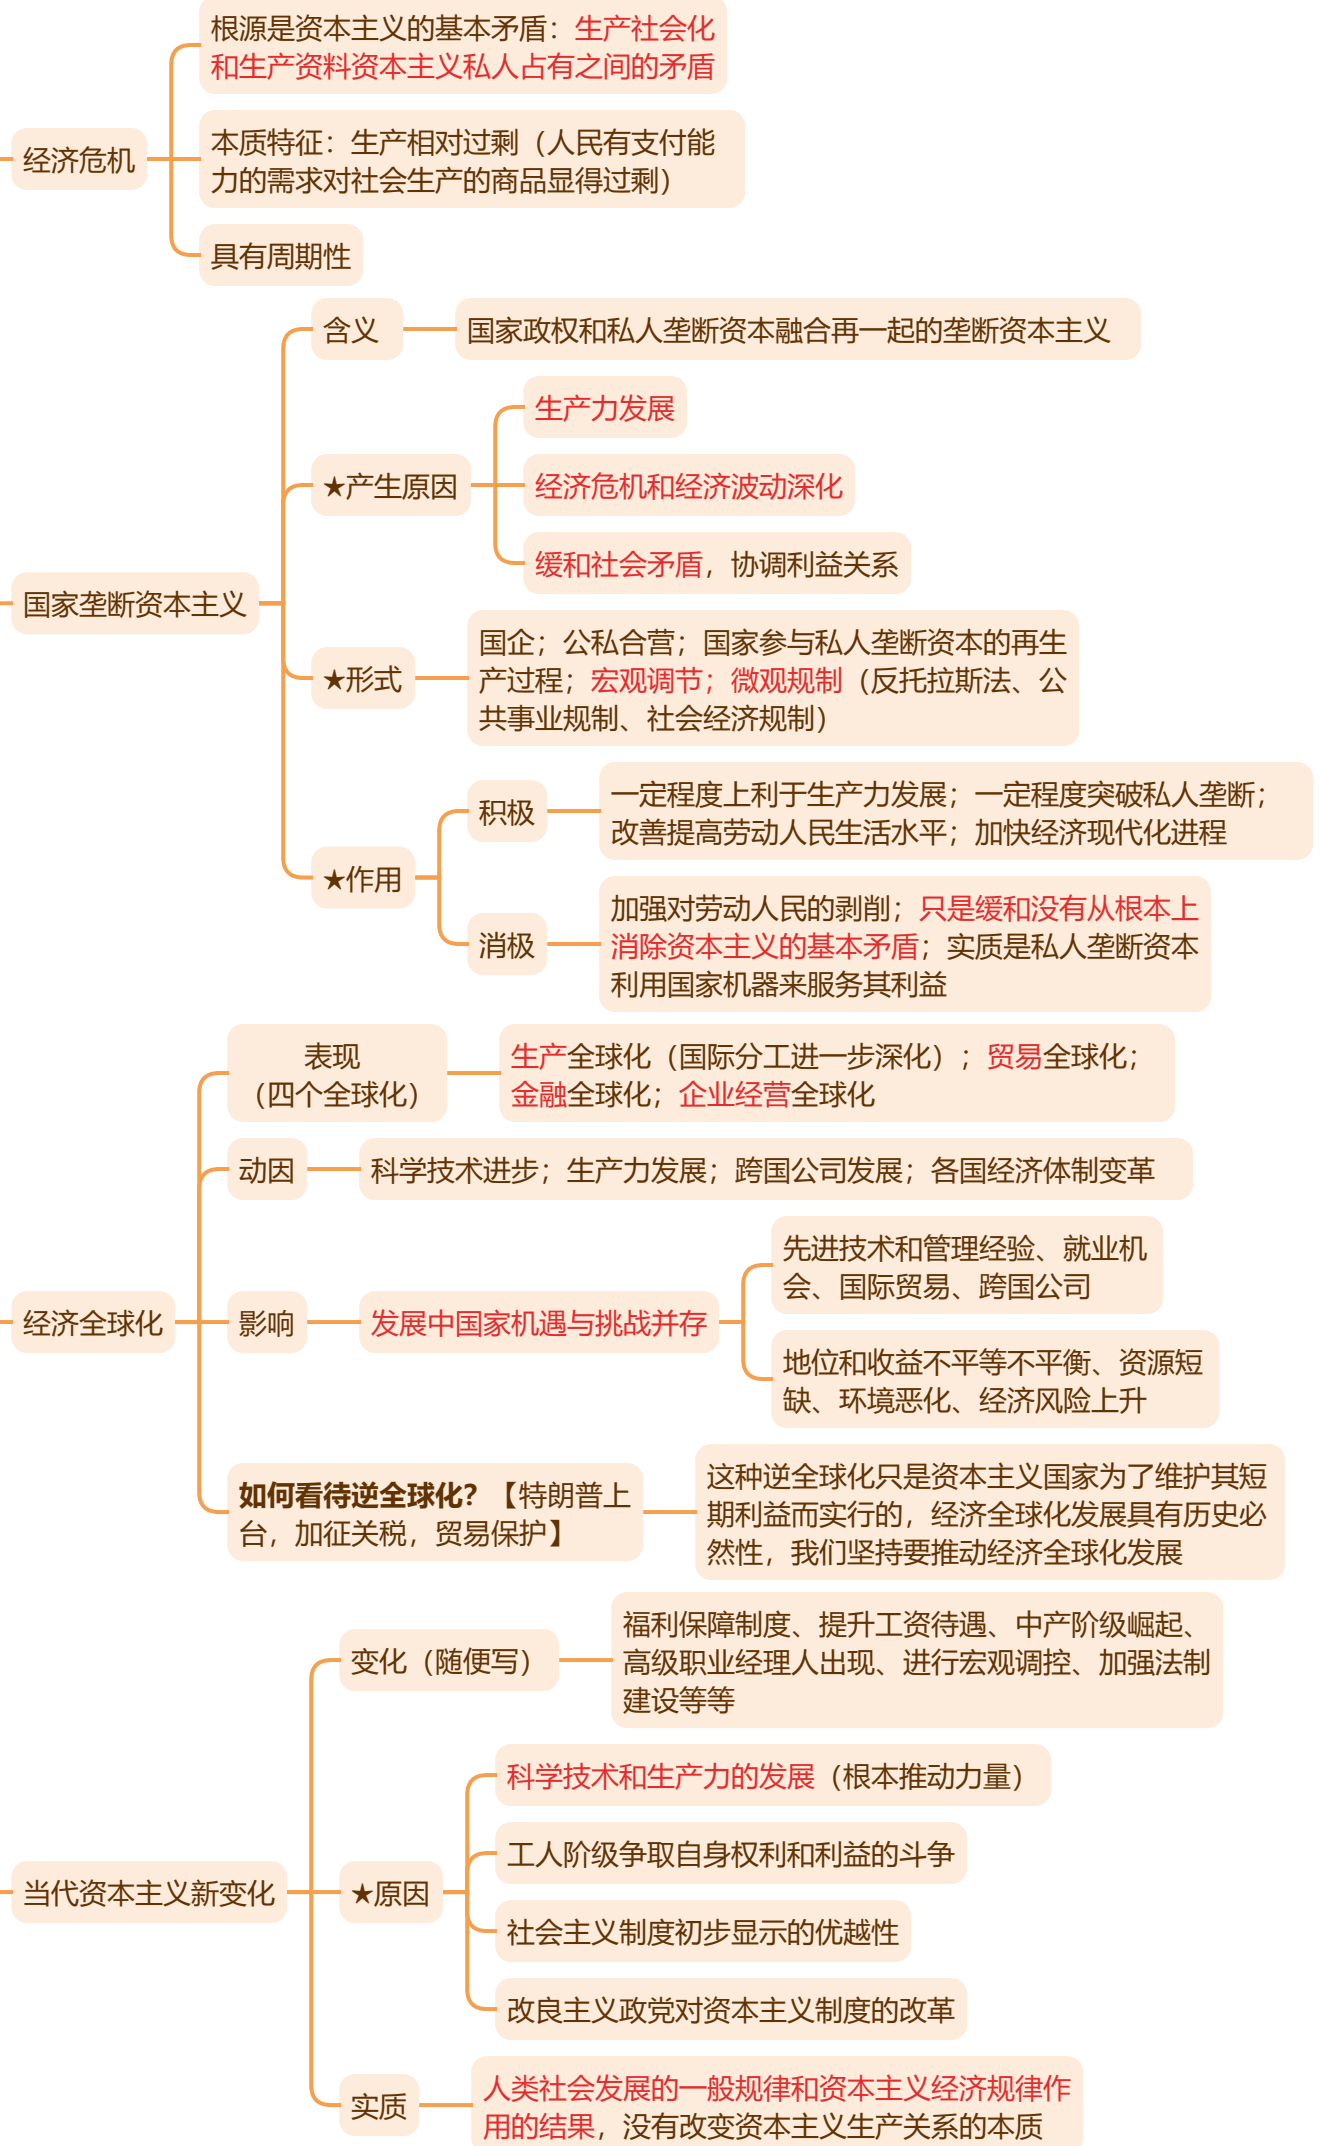 根源是资本主义的基本矛盾：生产社会化
和生产资料资本主义私人占有之间的矛盾
经济危机
本质特征：生产相对过剩（人民有支付能
力的需求对社会生产的商品显得过剩）
具有周期性
国家垄断资本主义
含义
国家政权和私人垄断资本融合再一起的垄断资本主义
★产生原因
生产力发展
经济危机和经济波动深化
缓和社会矛盾，协调利益关系
★形式
国企；公私合营；国家参与私人垄断资本的再生
产过程；宏观调节；微观规制（反托拉斯法、公
共事业规制、社会经济规制）
★作用
积极
一定程度上利于生产力发展；一定程度突破私人垄断；
改善提高劳动人民生活水平；加快经济现代化进程
消极
加强对劳动人民的剥削；只是缓和没有从根本上
消除资本主义的基本矛盾；实质是私人垄断资本
利用国家机器来服务其利益
经济全球化
表现
（四个全球化）
生产全球化（国际分工进一步深化）；贸易全球化；
金融全球化；企业经营全球化
动因
科学技术进步；生产力发展；跨国公司发展；各国经济体制变革
影响
发展中国家机遇与挑战并存
先进技术和管理经验、就业机
会、国际贸易、跨国公司
地位和收益不平等不平衡、资源短
缺、环境恶化、经济风险上升
如何看待逆全球化？【特朗普上
台，加征关税，贸易保护】
这种逆全球化只是资本主义国家为了维护其短
期利益而实行的，经济全球化发展具有历史必
然性，我们坚持要推动经济全球化发展
当代资本主义新变化
变化（随便写）
福利保障制度、提升工资待遇、中产阶级崛起、
高级职业经理人出现、进行宏观调控、加强法制
建设等等
★原因
科学技术和生产力的发展（根本推动力量）
工人阶级争取自身权利和利益的斗争
社会主义制度初步显示的优越性
改良主义政党对资本主义制度的改革
实质
人类社会发展的一般规律和资本主义经济规律作
用的结果，没有改变资本主义生产关系的本质